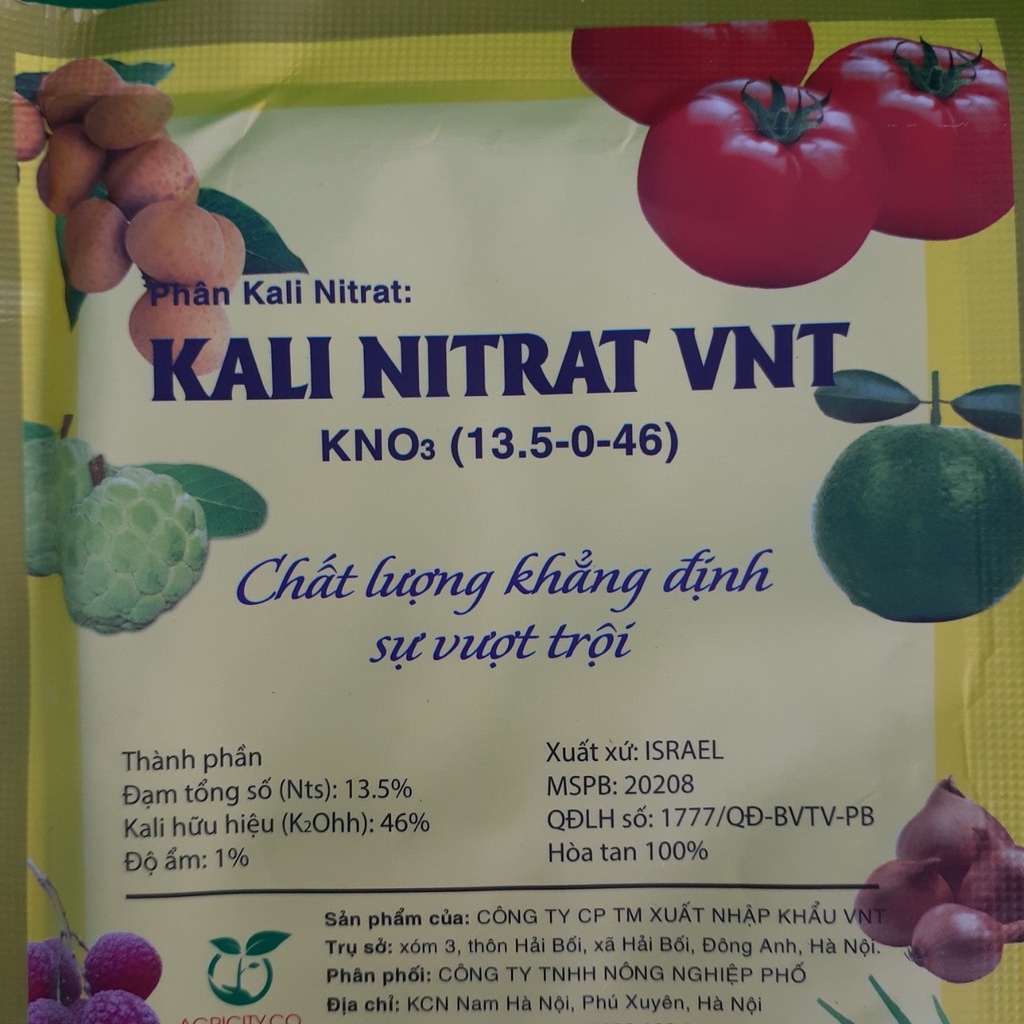 Phân Kali Nitrat:
KALI NITRAT VNT
KNO₃ (13.5-0-46)
Chất lượng khẳng định
sự vượt trội
Thành phần
Đạm tổng số (Nts): 13.5%
Kali hữu hiệu (K₂Ohh): 46%
Độ ẩm: 1%
Xuất xứ: ISRAEL
MSPB: 20208
QĐLH số: 1777/QĐ-BVTV-PB
Hòa tan 100%
Sản phẩm của: CÔNG TY CP TM XUẤT NHẬP KHẨU VNT
Trụ sở: xóm 3, thôn Hải Bối, xã Hải Bối, Đông Anh, Hà Nội.
Phân phối: CÔNG TY TNHH NÔNG NGHIỆP PHỐ
Địa chỉ: KCN Nam Hà Nội, Phú Xuyên, Hà Nội
AGRICITY.CO